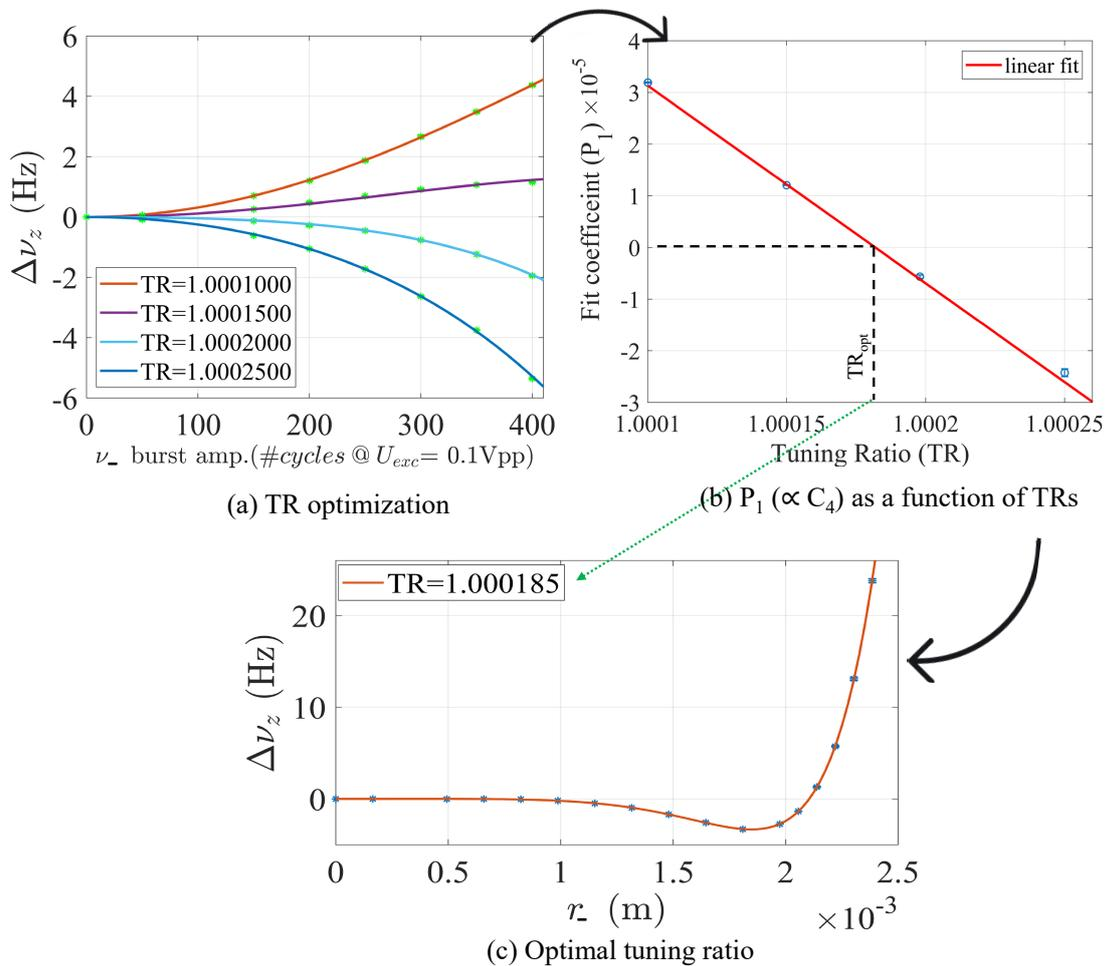 6
4
2
0
-2
-4
-6
Δν_z (Hz)
TR=1.0001000
TR=1.0001500
TR=1.0002000
TR=1.0002500
0 100 200 300 400
ν_- burst amp.(#cycles @ U_exc= 0.1Vpp)
(a) TR optimization
4
3
2
1
0
-1
-2
-3
Fit coefficeint (P₁) ×10⁻⁵
linear fit
TR_opt
1.0001 1.00015 1.0002 1.00025
Tuning Ratio (TR)
(b) P₁ (∝ C₄) as a function of TRs
TR=1.000185
20
10
0
Δν_z (Hz)
0 0.5 1 1.5 2 2.5
r_- (m) ×10⁻³
(c) Optimal tuning ratio